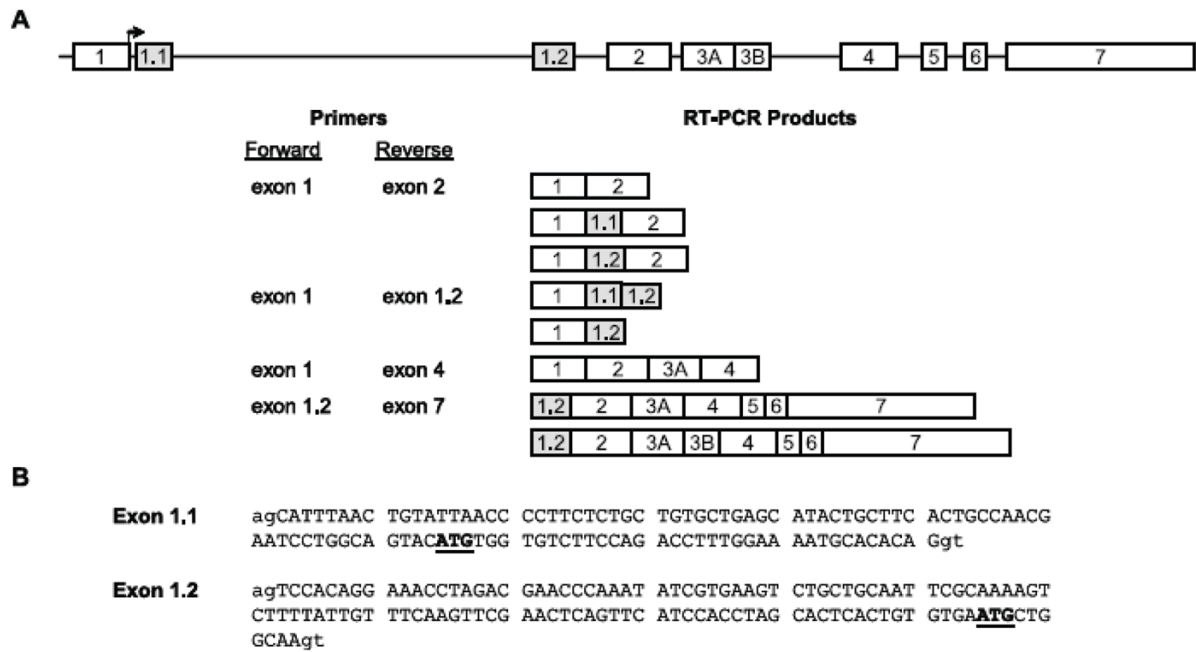 A
1 1.1 1.2 2 3A 3B 4 5 6 7
Primers RT-PCR Products
Forward Reverse
exon 1 exon 2 1 2
1 1.1 2
1 1.2 2
exon 1 exon 1.2 1 1.1 1.2
1 1.2
exon 1 exon 4 1 2 3A 4
exon 1.2 exon 7 1.2 2 3A 4 5 6 7
1.2 2 3A 3B 4 5 6 7
B
Exon 1.1 agCATTTAAC TGTATTAACC CCTTCTCTGC TGTGCTGAGC ATACTGCTTC ACTGCCAACG
AATCCTGGCA GTACATGTGG TGTCTTCCAG ACCTTTGGAA AATGCACACA Ggt
Exon 1.2 agTCCACAGG AAACCTAGAC GAACCCAAAT ATCGTGAAGT CTGCTGCAAT TCGCAAAAGT
CTTTTATTGT TTCAAGTTCG AACTCAGTTC ATCCACCTAG CACTCACTGT GTGAATGCTG
GCAAgt